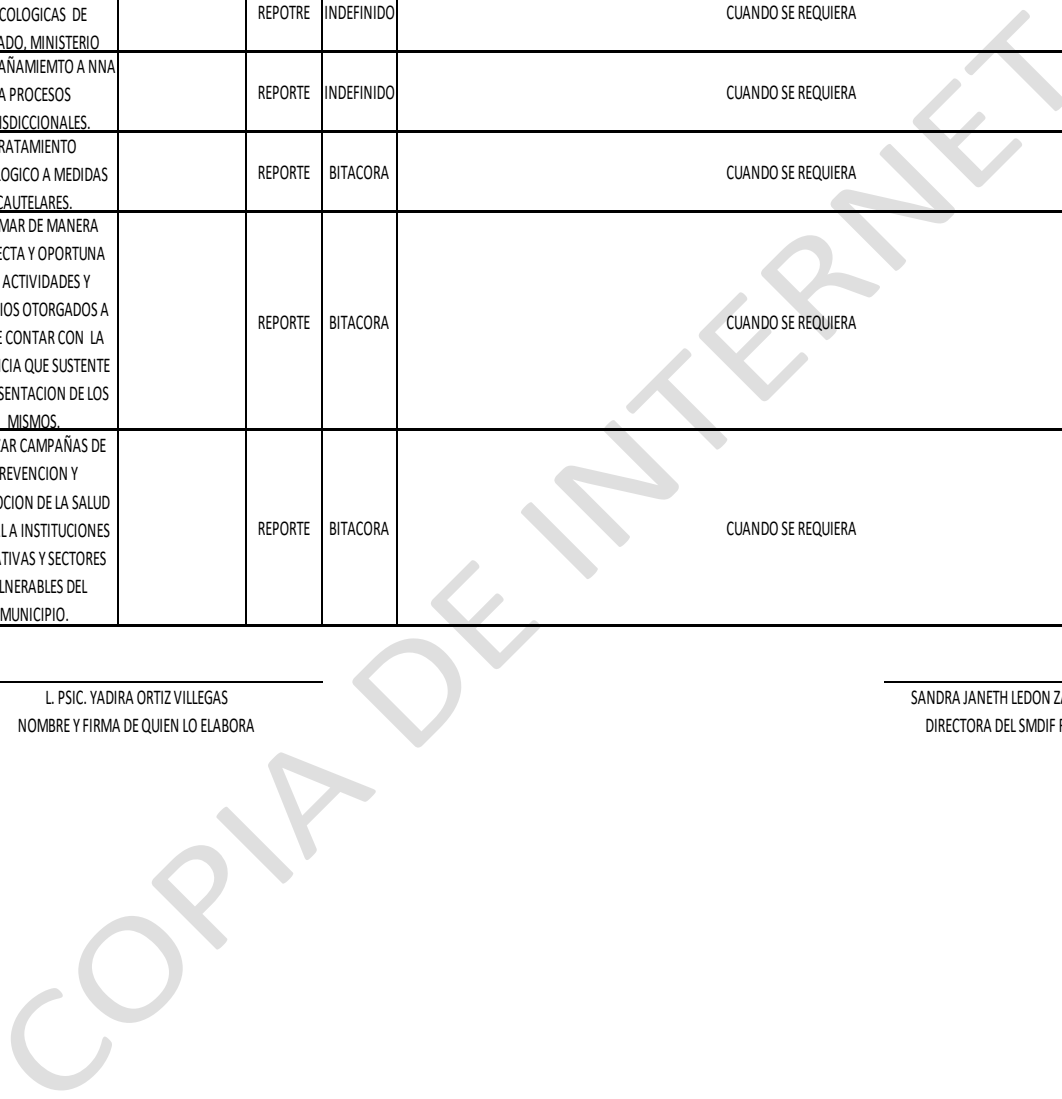 COLOGICAS DE
ADO, MINISTERIO
REPOTRE
INDEFINIDO
CUANDO SE REQUIERA
AÑAMIEMTO A NNA
A PROCESOS
ISDICCIONALES.
REPORTE
INDEFINIDO
CUANDO SE REQUIERA
RATAMIENTO
LOGICO A MEDIDAS
CAUTELARES.
REPORTE
BITACORA
CUANDO SE REQUIERA
MAR DE MANERA
ECTA Y OPORTUNA
ACTIVIDADES Y
IOS OTORGADOS A
E CONTAR CON LA
NCIA QUE SUSTENTE
SENTACION DE LOS
MISMOS.
REPORTE
BITACORA
CUANDO SE REQUIERA
AR CAMPAÑAS DE
REVENCION Y
OCION DE LA SALUD
L A INSTITUCIONES
ATIVAS Y SECTORES
LNERABLES DEL
MUNICIPIO.
REPORTE
BITACORA
CUANDO SE REQUIERA
L. PSIC. YADIRA ORTIZ VILLEGAS
NOMBRE Y FIRMA DE QUIEN LO ELABORA
SANDRA JANETH LEDON ZA
DIRECTORA DEL SMDIF
COPIA DE INTERNET